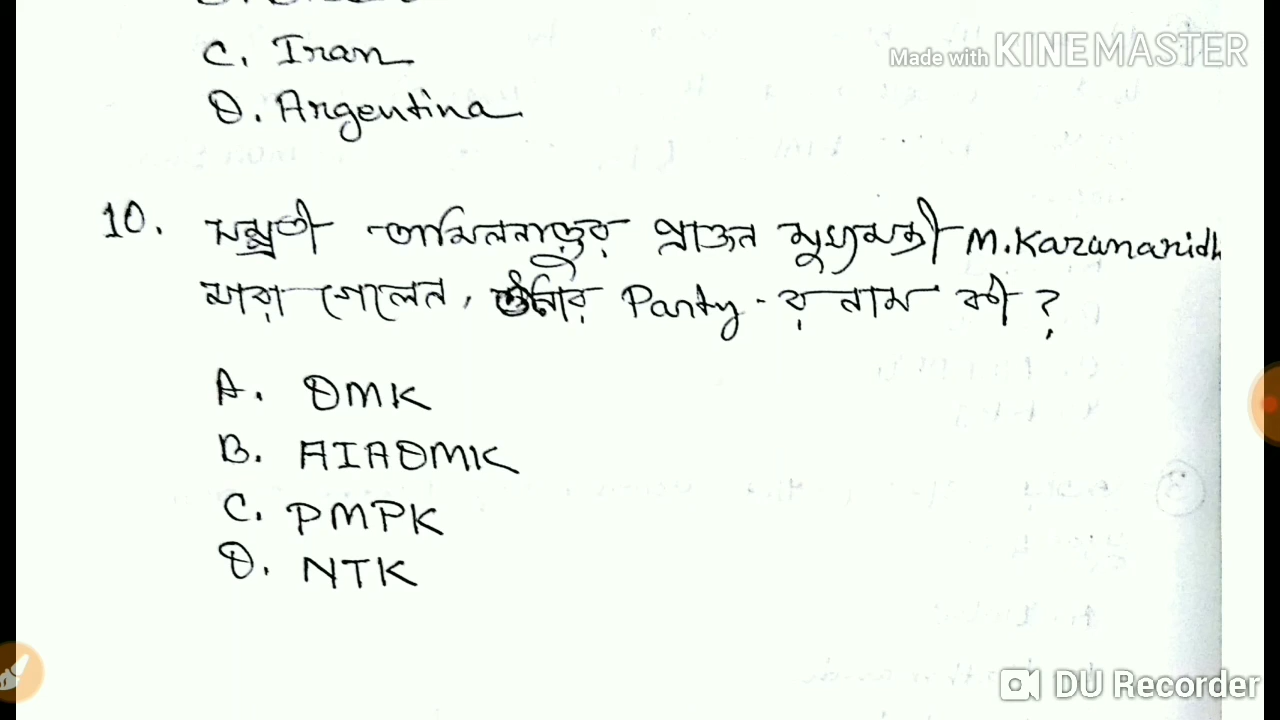 C. Iran
Made with KINEMASTER
D. Argentina
10. সম্প্রতী তামিলনাড়ুর প্রাক্তন মুখ্যমন্ত্রী M. Karunanidh
মারা গেলেন, Party-র নাম কী?
A. DMK
B. AIADMK
C. PMPK
D. NTK
DU Recorder